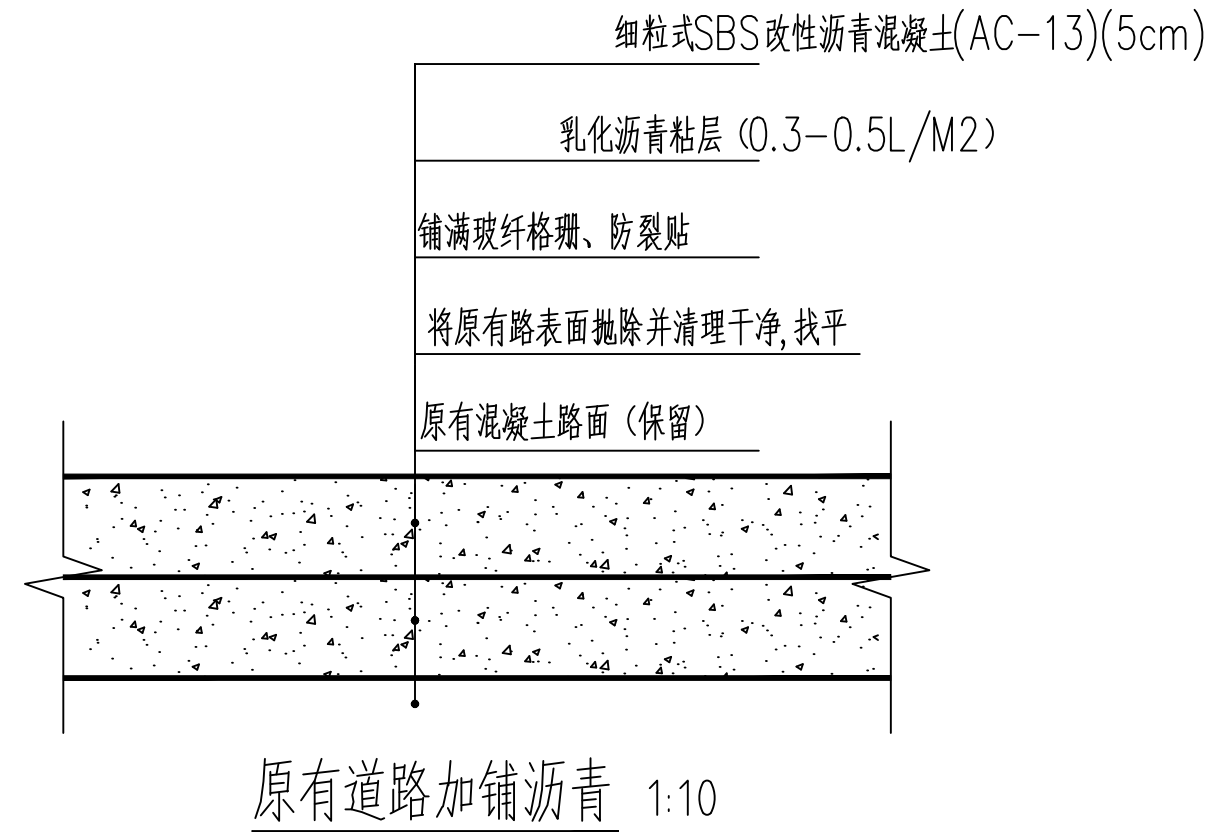 细粒式SBS改性沥青混凝土(AC-13)(5cm)
乳化沥青粘层（0.3-0.5L/M2）
铺满玻纤格珊、防裂贴
将原有路表面抛除并清理干净,找平
原有混凝土路面（保留）
原有道路加铺沥青 1:10